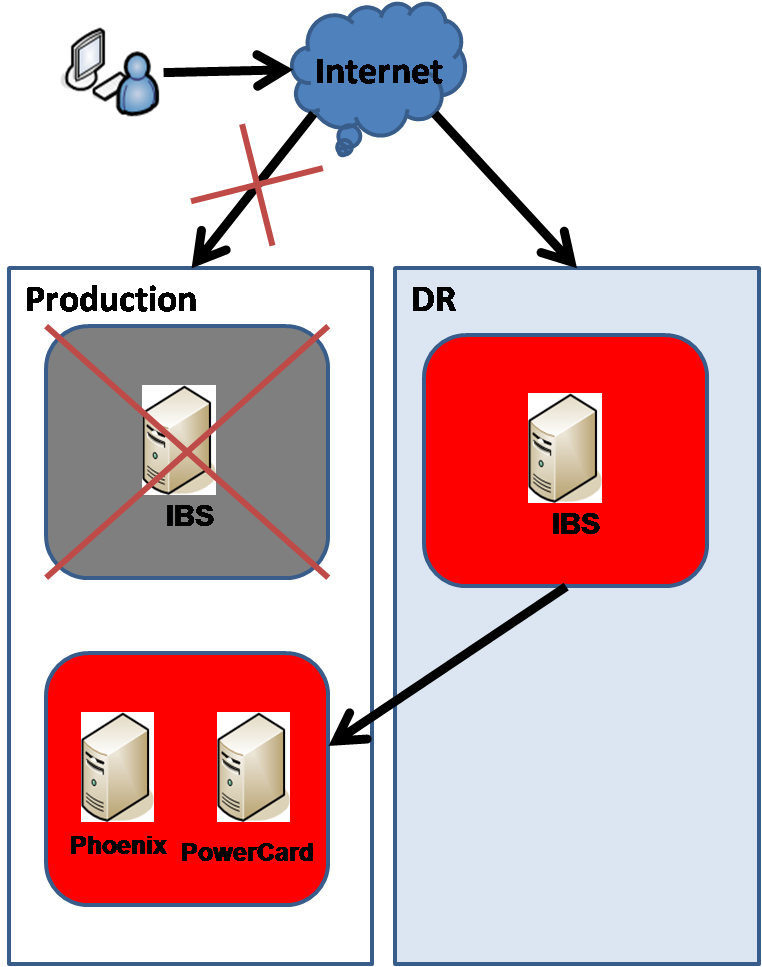 Internet
Production
DR
IBS
IBS
Phoenix
PowerCard